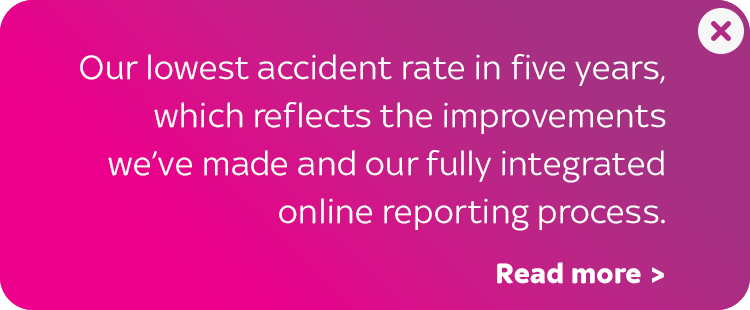 Our lowest accident rate in five years,
which reflects the improvements
we've made and our fully integrated
online reporting process.
Read more >